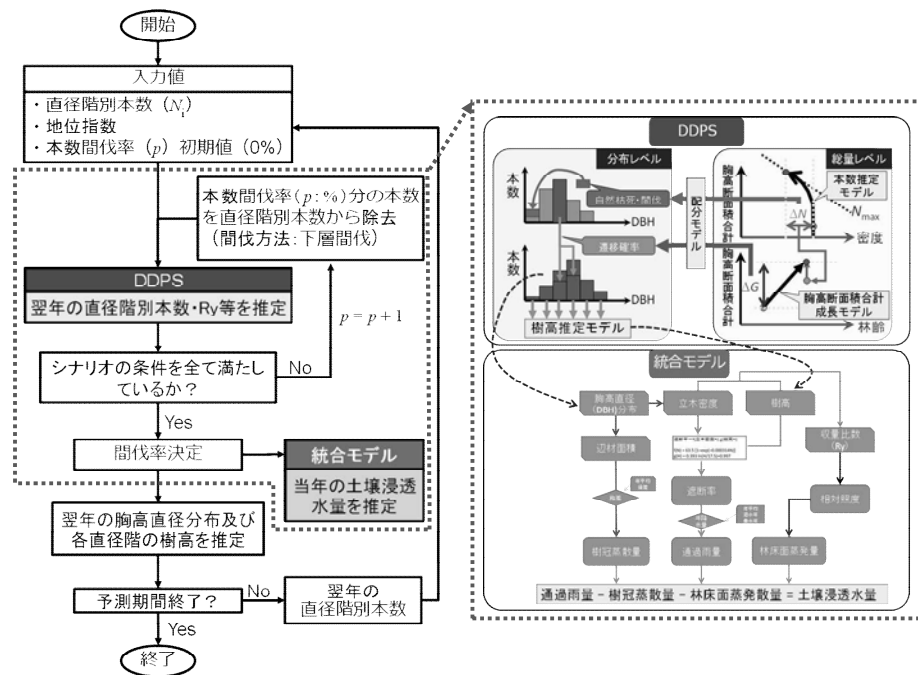 開始
入力値
・直径階別本数（Ni）
・地位指数
・本数間伐率（p）初期値（0%）
本数間伐率（p：%）分の本数
を直径階別本数から除去
（間伐方法：下層間伐）
DDPS
翌年の直径階別本数・Ry等を推定
p = p + 1
シナリオの条件を全て満たし
ているか？
No
Yes
間伐率決定
統合モデル
当年の土壌浸透
水量を推定
翌年の胸高直径分布及び
各直径階の樹高を推定
予測期間終了？
No
翌年の
直径階別本数
Yes
終了
DDPS
分布レベル
本数
DBH
自然枯死・間伐
遷移確率
本数
DBH
樹高推定モデル
配分モデル
総量レベル
胸高断面積合計
本数推定
モデル
ΔN
Nmax
密度
胸高断面積合計
ΔG
胸高断面積合計
成長モデル
林齢
統合モデル
胸高直径
（DBH）分布
立木密度
樹高
収量比数
（Ry）
辺材面積
遮断率
相対照度
樹冠蒸散量
通過雨量
林床面蒸発量
通過雨量 − 樹冠蒸散量 − 林床面蒸発散量 = 土壌浸透水量